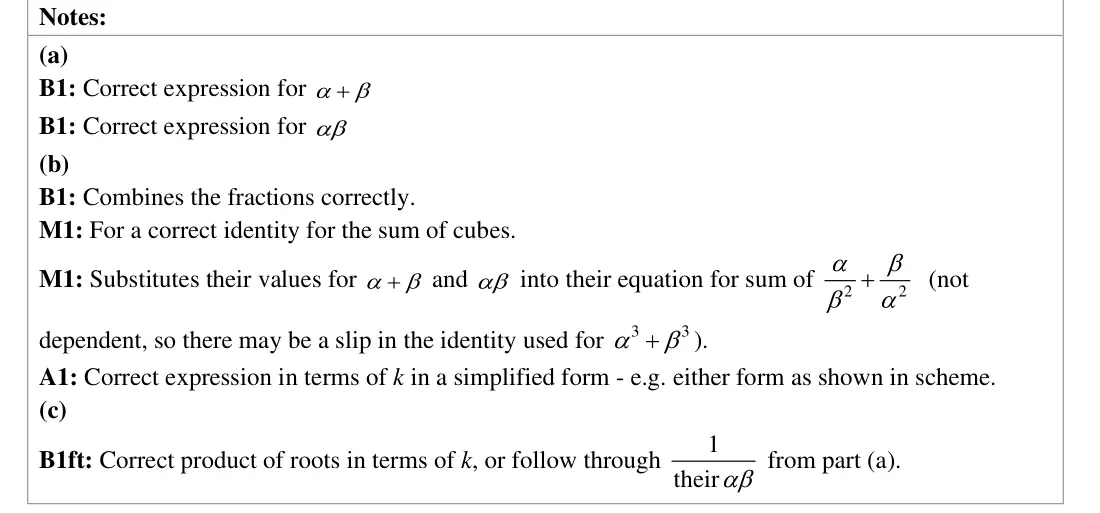 Notes:
(a)
B1: Correct expression for α + β
B1: Correct expression for αβ
(b)
B1: Combines the fractions correctly.
M1: For a correct identity for the sum of cubes.
M1: Substitutes their values for α + β and αβ into their equation for sum of α/β² + β/α² (not
dependent, so there may be a slip in the identity used for α³ + β³ ).
A1: Correct expression in terms of k in a simplified form - e.g. either form as shown in scheme.
(c)
B1ft: Correct product of roots in terms of k, or follow through 1/(their αβ) from part (a).